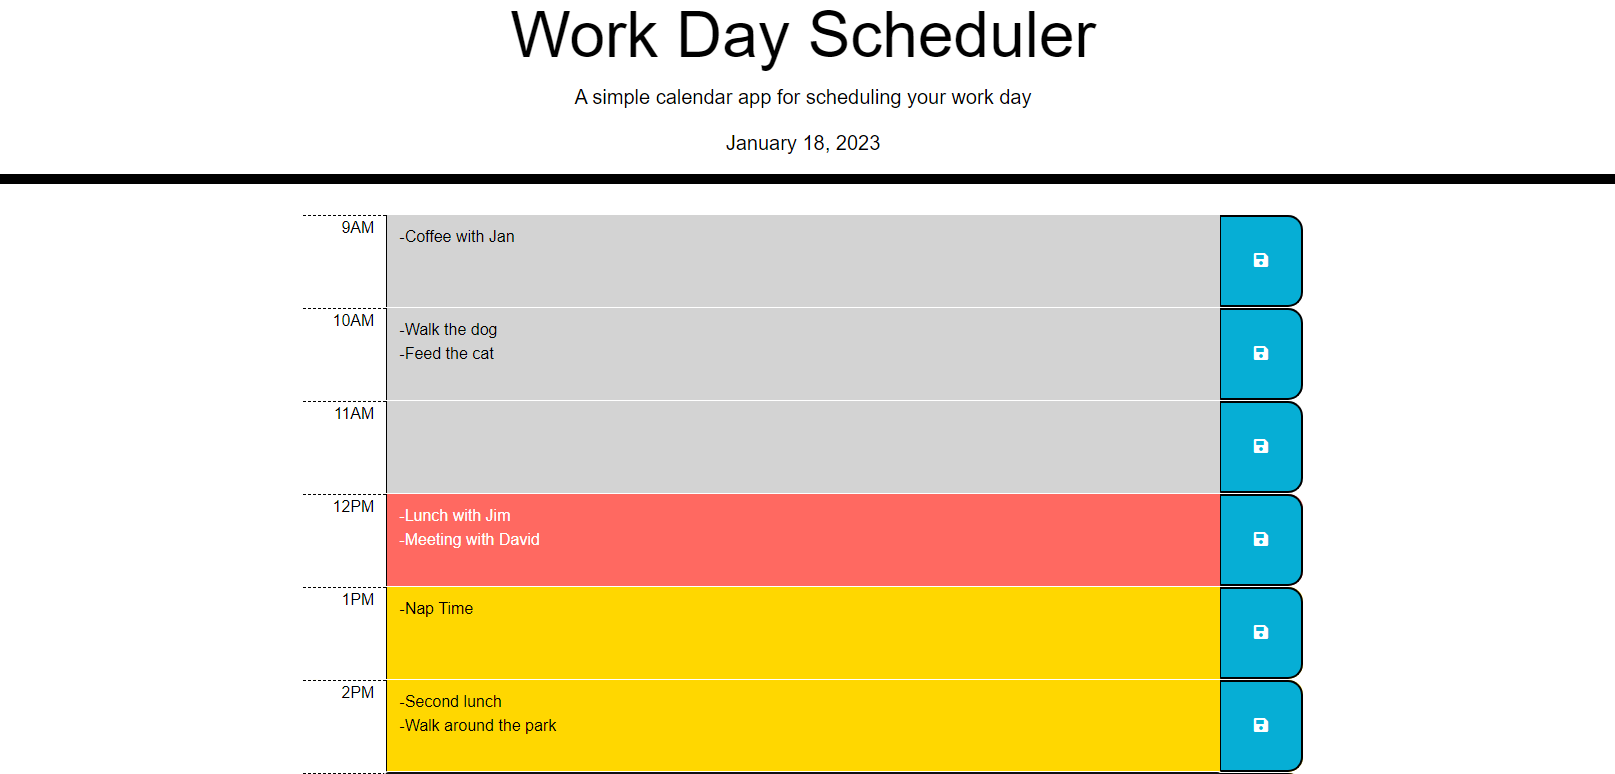 Work Day Scheduler
A simple calendar app for scheduling your work day
January 18, 2023
9AM
-Coffee with Jan
10AM
-Walk the dog
-Feed the cat
11AM
12PM
-Lunch with Jim
-Meeting with David
1PM
-Nap Time
2PM
-Second lunch
-Walk around the park